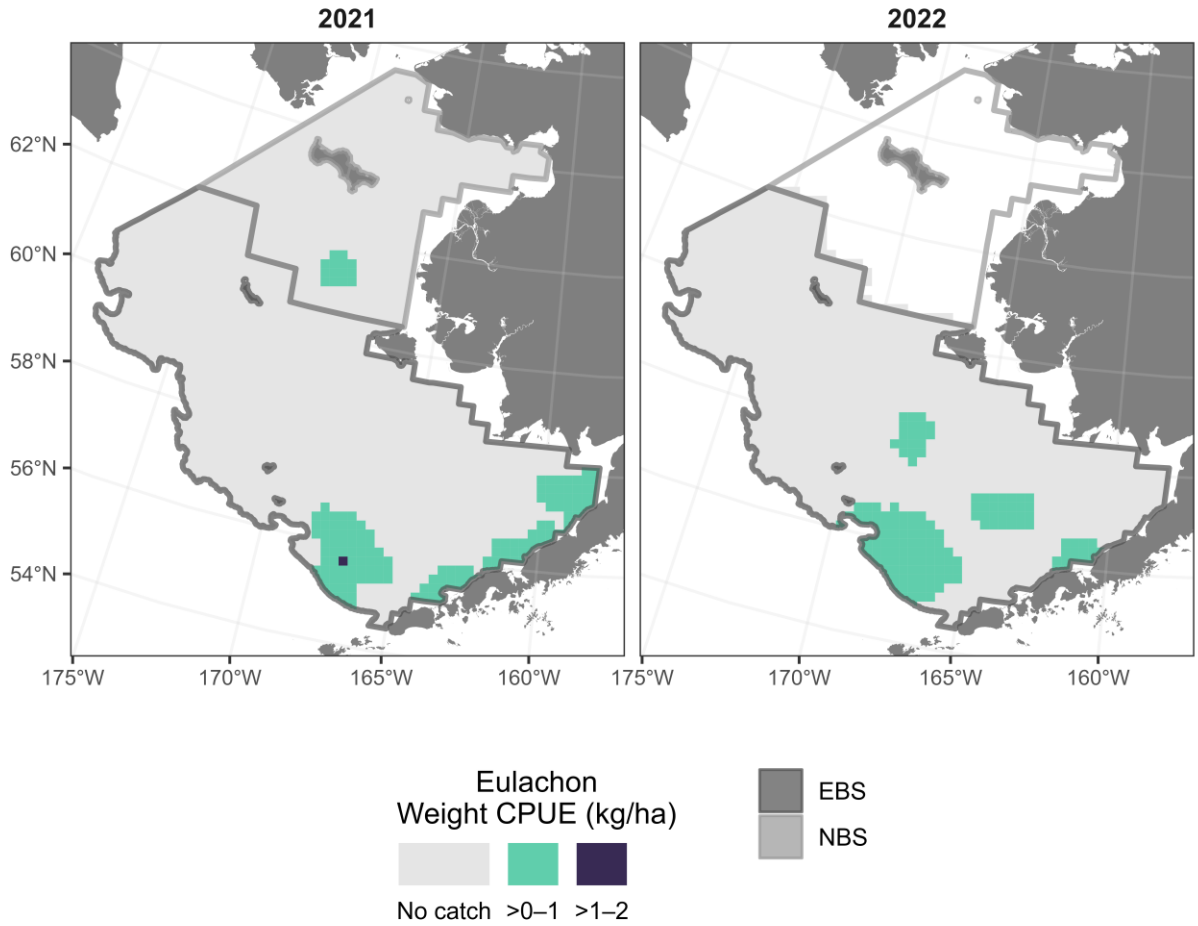 2021
2022
62°N
60°N
58°N
56°N
54°N
175°W
170°W
165°W
160°W
175°W
170°W
165°W
160°W
Eulachon
Weight CPUE (kg/ha)
No catch
>0–1
>1–2
EBS
NBS